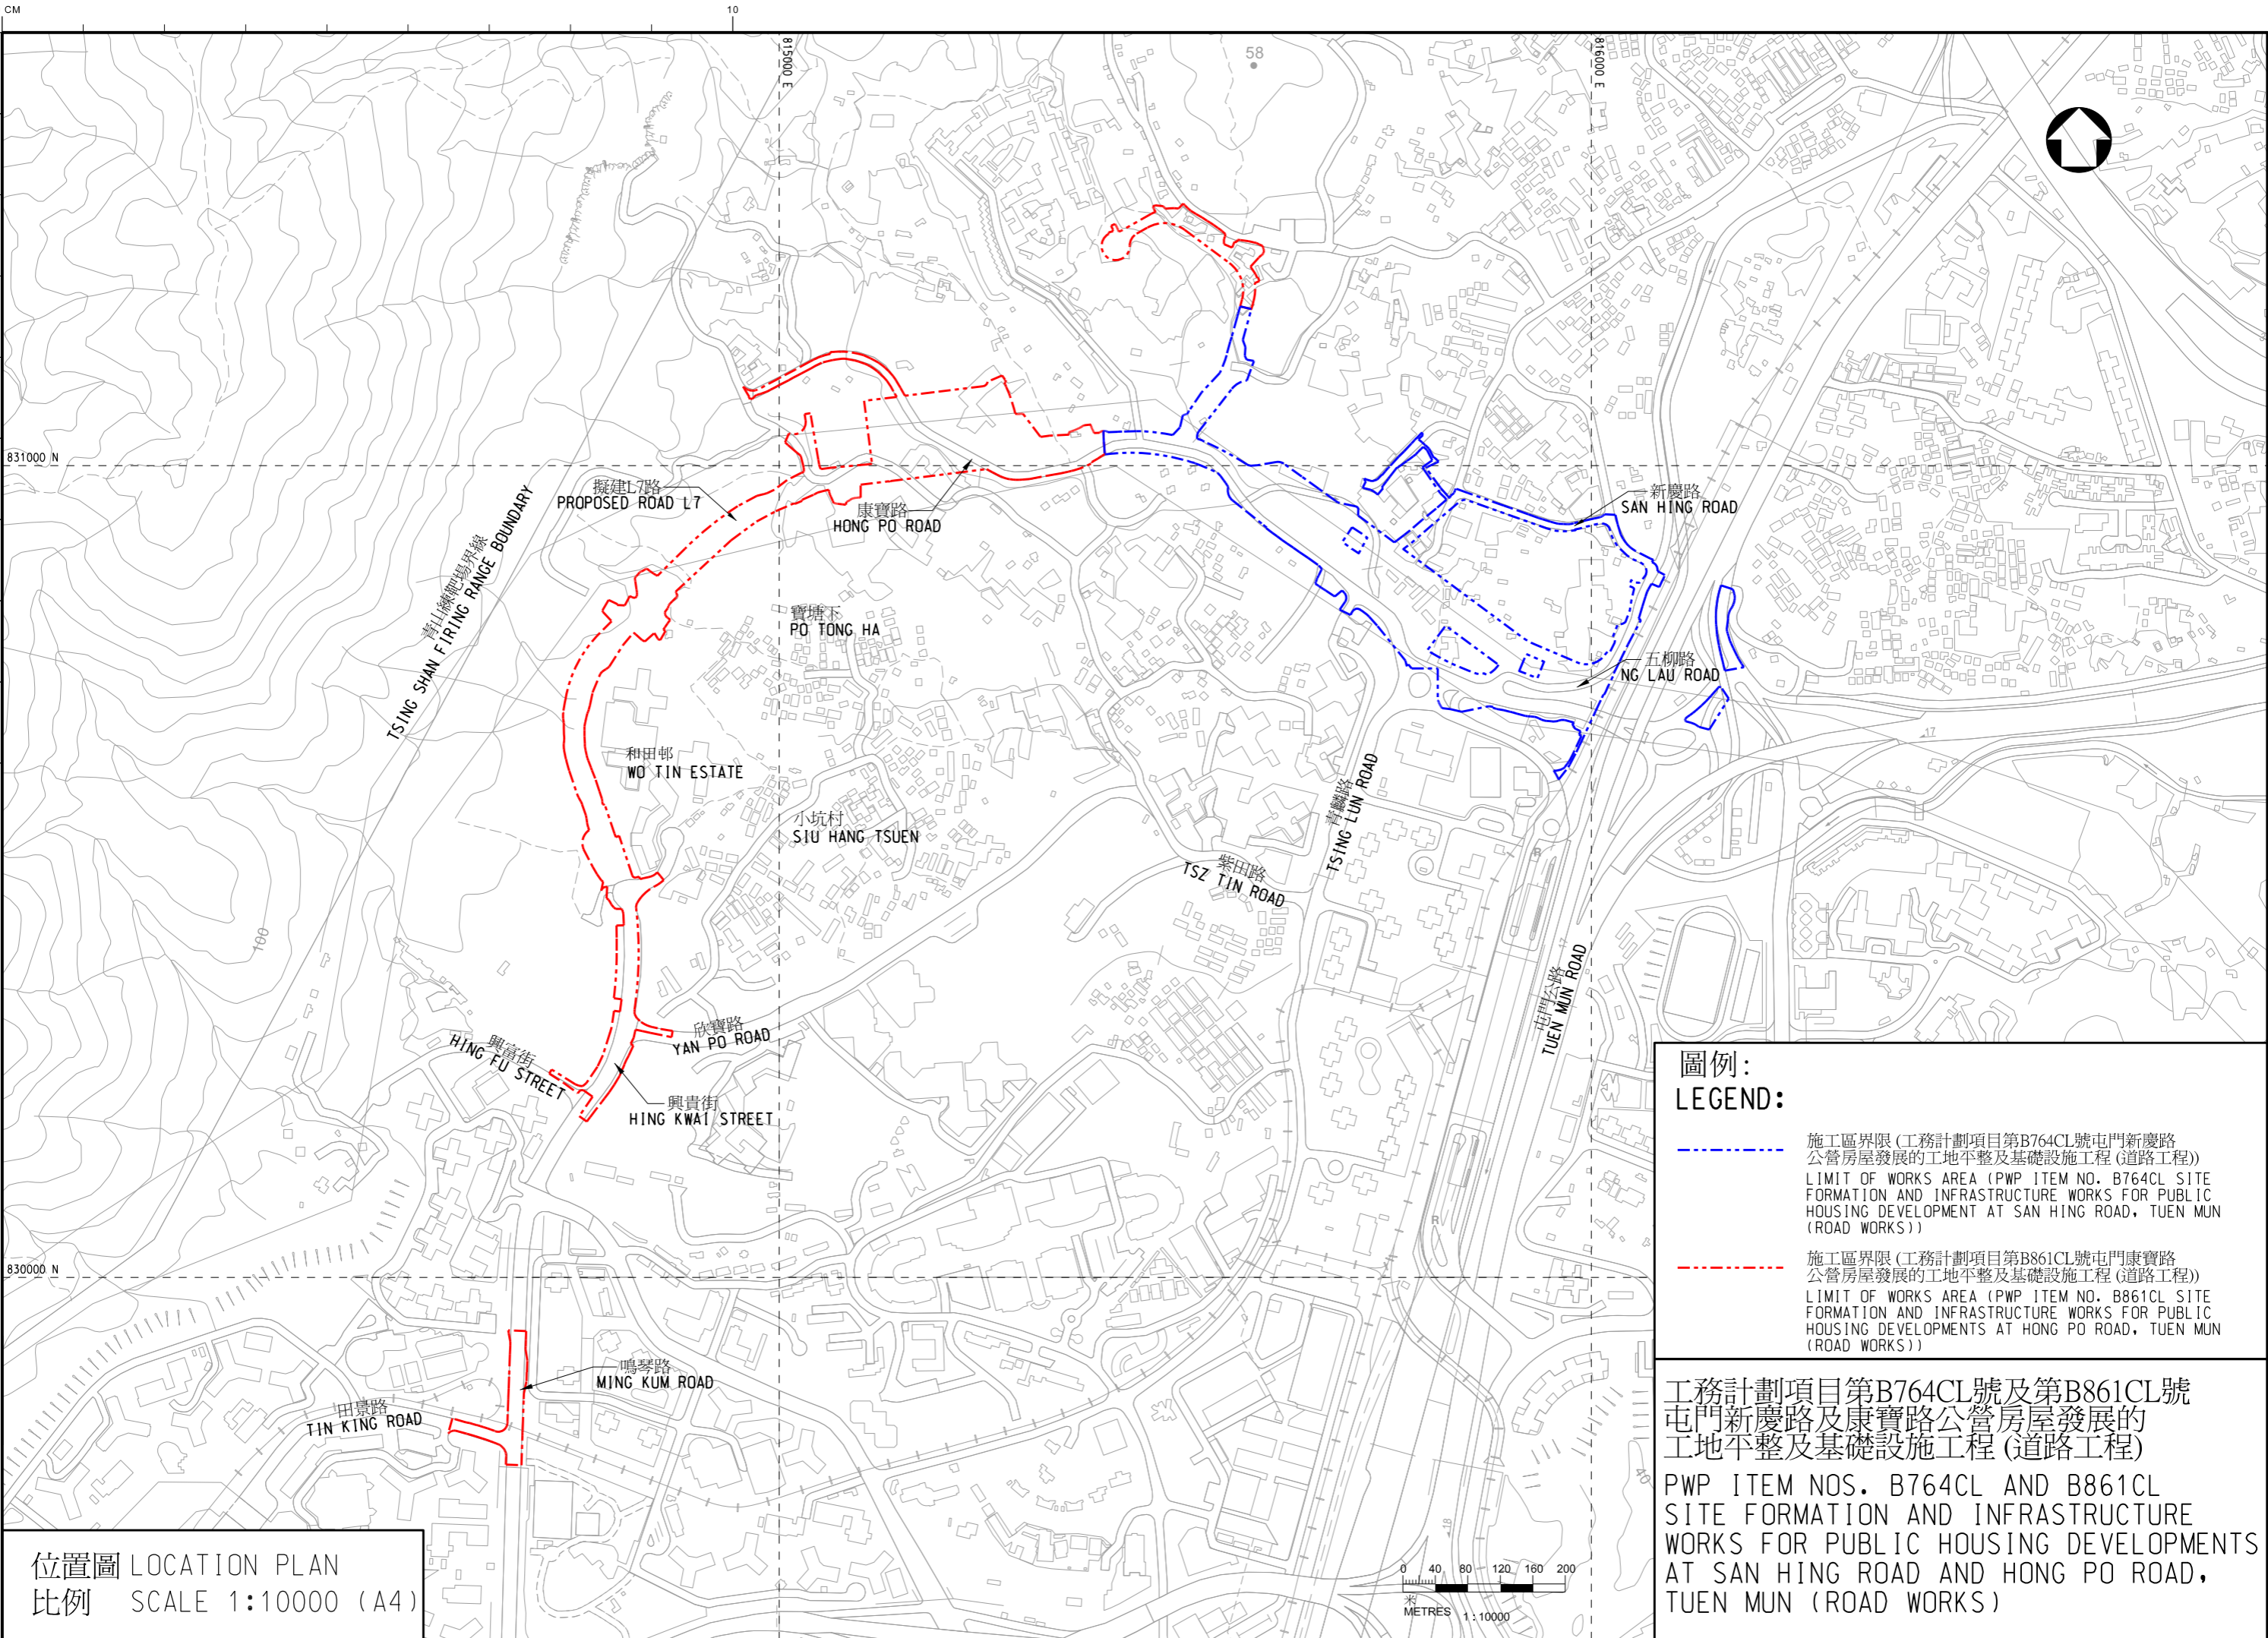 CM
10
815000 E
816000 E
58
831000 N
擬建L7路
PROPOSED ROAD L7
康寶路
HONG PO ROAD
新慶路
SAN HING ROAD
青山練靶場界線
TSING SHAN FIRING RANGE BOUNDARY
寶塘下
PO TONG HA
五柳路
NG LAU ROAD
17
和田邨
WO TIN ESTATE
小坑村
SIU HANG TSUEN
青麟路
TSING LUN ROAD
紫田路
TSZ TIN ROAD
100
17
屯門公路
TUEN MUN ROAD
欣寶路
YAN PO ROAD
興富街
HING FU STREET
興貴街
HING KWAI STREET
R
830000 N
鳴琴路
MING KUM ROAD
田景路
TIN KING ROAD
40
18
圖例:
LEGEND:
施工區界限 (工務計劃項目第B764CL號屯門新慶路
公營房屋發展的工地平整及基礎設施工程 (道路工程))
LIMIT OF WORKS AREA (PWP ITEM NO. B764CL SITE
FORMATION AND INFRASTRUCTURE WORKS FOR PUBLIC
HOUSING DEVELOPMENT AT SAN HING ROAD, TUEN MUN
(ROAD WORKS))
施工區界限 (工務計劃項目第B861CL號屯門康寶路
公營房屋發展的工地平整及基礎設施工程 (道路工程))
LIMIT OF WORKS AREA (PWP ITEM NO. B861CL SITE
FORMATION AND INFRASTRUCTURE WORKS FOR PUBLIC
HOUSING DEVELOPMENTS AT HONG PO ROAD, TUEN MUN
(ROAD WORKS))
工務計劃項目第B764CL號及第B861CL號
屯門新慶路及康寶路公營房屋發展的
工地平整及基礎設施工程 (道路工程)
PWP ITEM NOS. B764CL AND B861CL
SITE FORMATION AND INFRASTRUCTURE
WORKS FOR PUBLIC HOUSING DEVELOPMENTS
AT SAN HING ROAD AND HONG PO ROAD,
TUEN MUN (ROAD WORKS)
位置圖 LOCATION PLAN
比例 SCALE 1:10000 (A4)
0 40 80 120 160 200
米
METRES 1:10000